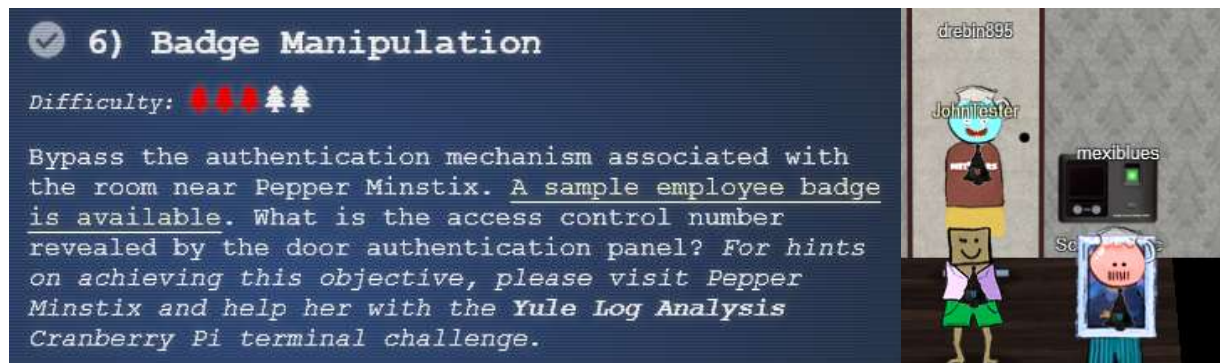 6) Badge Manipulation
Difficulty:
Bypass the authentication mechanism associated with
the room near Pepper Minstix. A sample employee badge
is available. What is the access control number
revealed by the door authentication panel? For hints
on achieving this objective, please visit Pepper
Minstix and help her with the Yule Log Analysis
Cranberry Pi terminal challenge.
drebin895
JohnTester
mexiblues